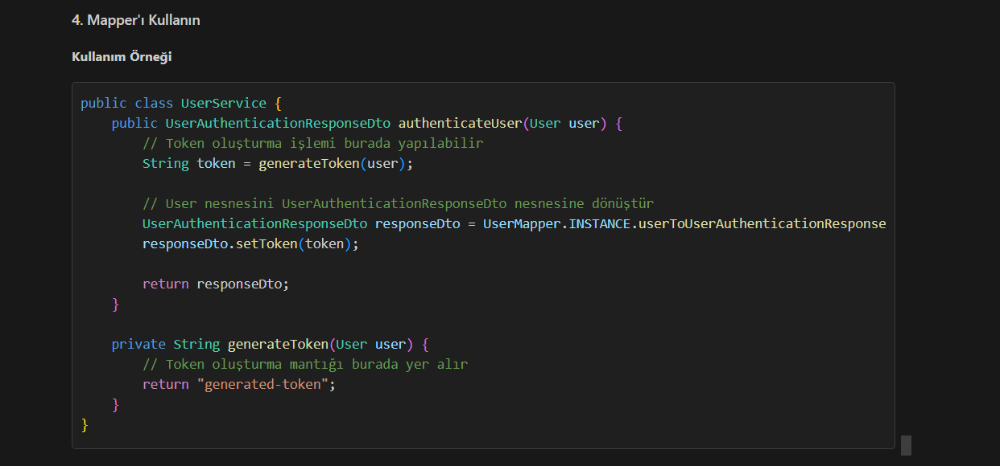 4. Mapper'ı Kullanın
Kullanım Örneği
public class UserService {
    public UserAuthenticationResponseDto authenticateUser(User user) {
        // Token oluşturma işlemi burada yapılabilir
        String token = generateToken(user);
        // User nesnesini UserAuthenticationResponseDto nesnesine dönüştür
        UserAuthenticationResponseDto responseDto = UserMapper.INSTANCE.userToUserAuthenticationResponse
        responseDto.setToken(token);
        return responseDto;
    }
    private String generateToken(User user) {
        // Token oluşturma mantığı burada yer alır
        return "generated-token";
    }
}